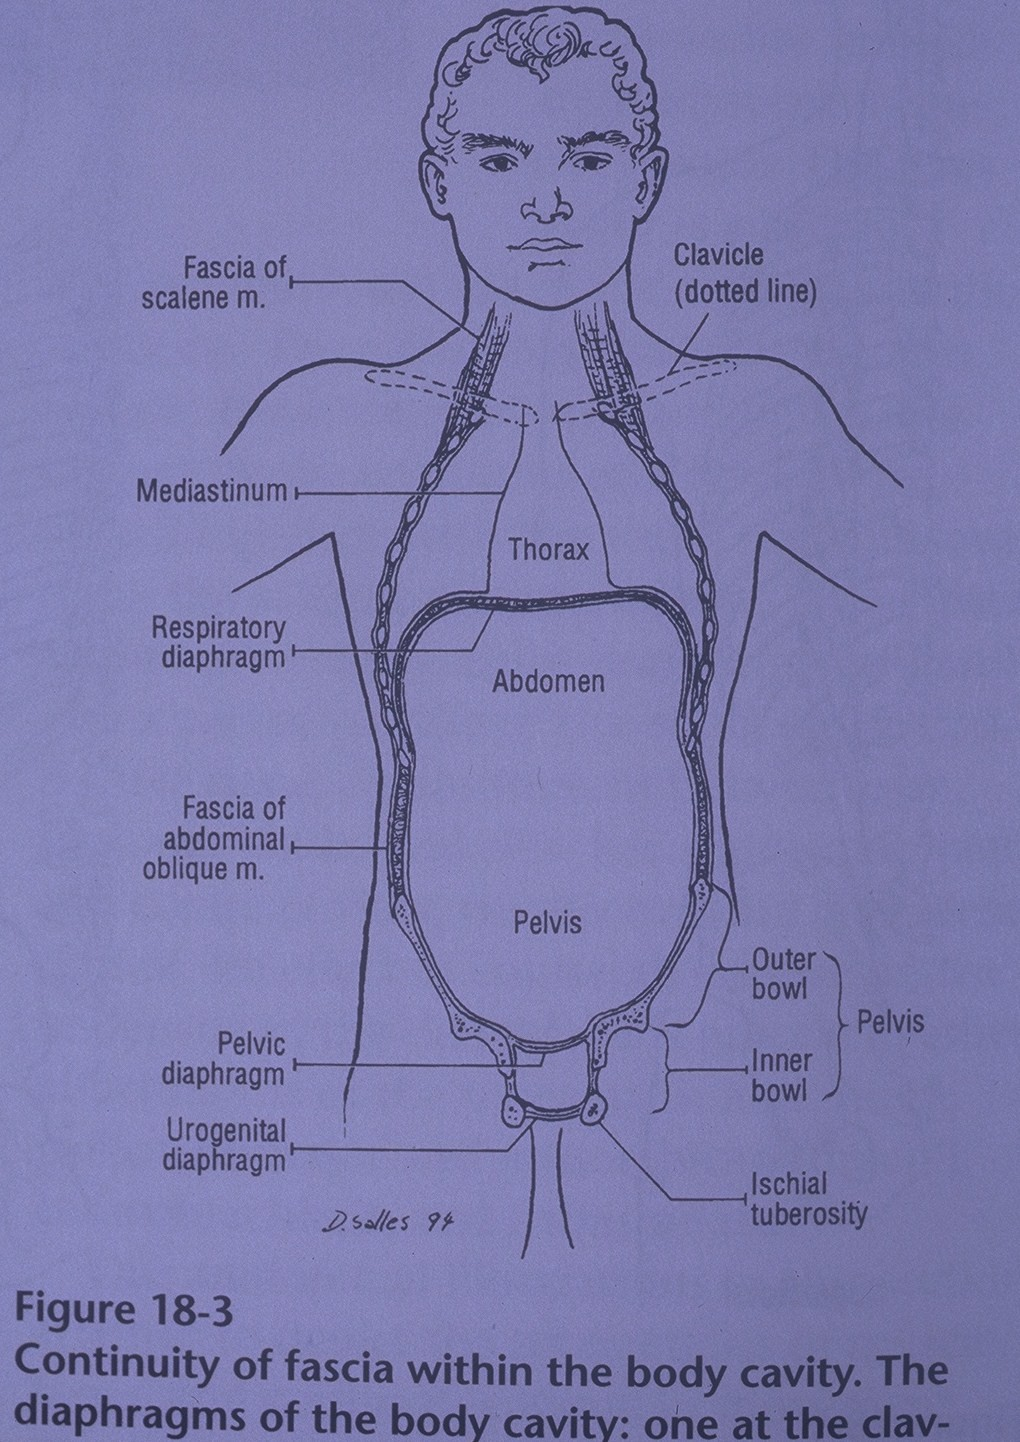 Clavicle
(dotted line)
Fascia of
scalene m.
Mediastinum
Thorax
Respiratory
diaphragm
Abdomen
Fascia of
abdominal
oblique m.
Pelvis
Outer
bowl
Pelvis
Inner
bowl
Pelvic
diaphragm
Urogenital
diaphragm
Ischial
tuberosity
D. Salles 94
Figure 18-3
Continuity of fascia within the body cavity. The
diaphragms of the body cavity: one at the clav-